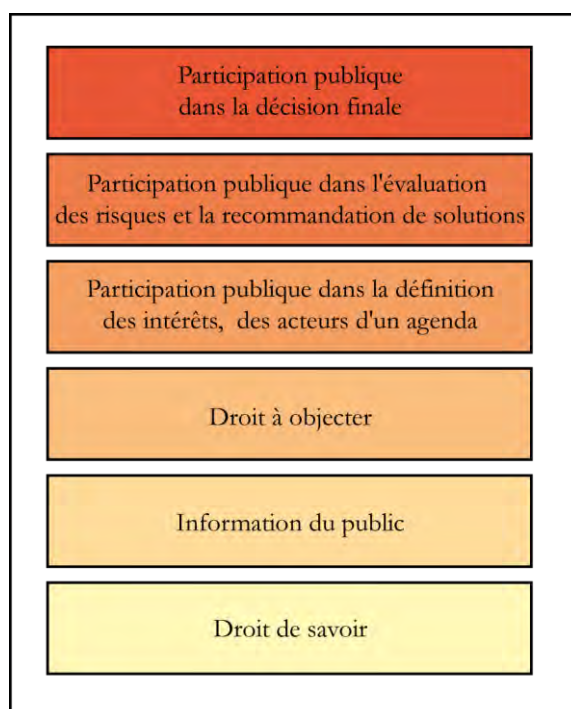 Participation publique
dans la décision finale
Participation publique dans l'évaluation
des risques et la recommandation de solutions
Participation publique dans la définition
des intérêts, des acteurs d'un agenda
Droit à objecter
Information du public
Droit de savoir